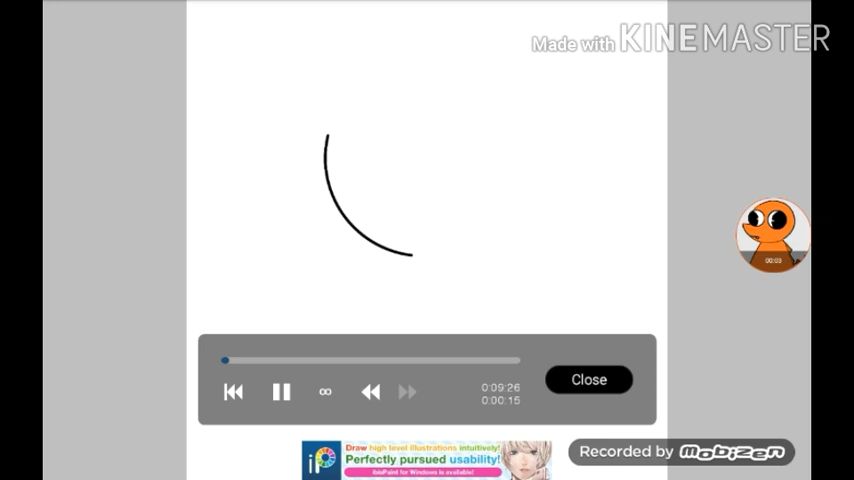 Made with KINEMASTER
00:03
0:09:26
0:00:15
Close
iP
Draw high level illustrations intuitively!
Perfectly pursued usability!
ibisPaint for Windows is available!
Recorded by mobizen